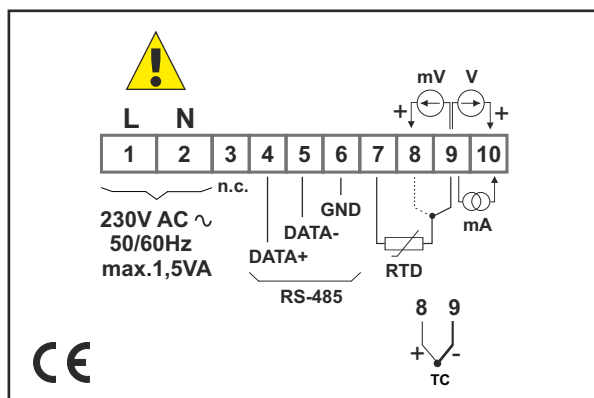 mV V
+ +
L N
1 2 3 4 5 6 7 8 9 10
n.c.
230V AC ∿
50/60Hz
max.1,5VA
DATA+
DATA-
GND
RS-485
RTD
mA
8 9
+ -
TC
CE